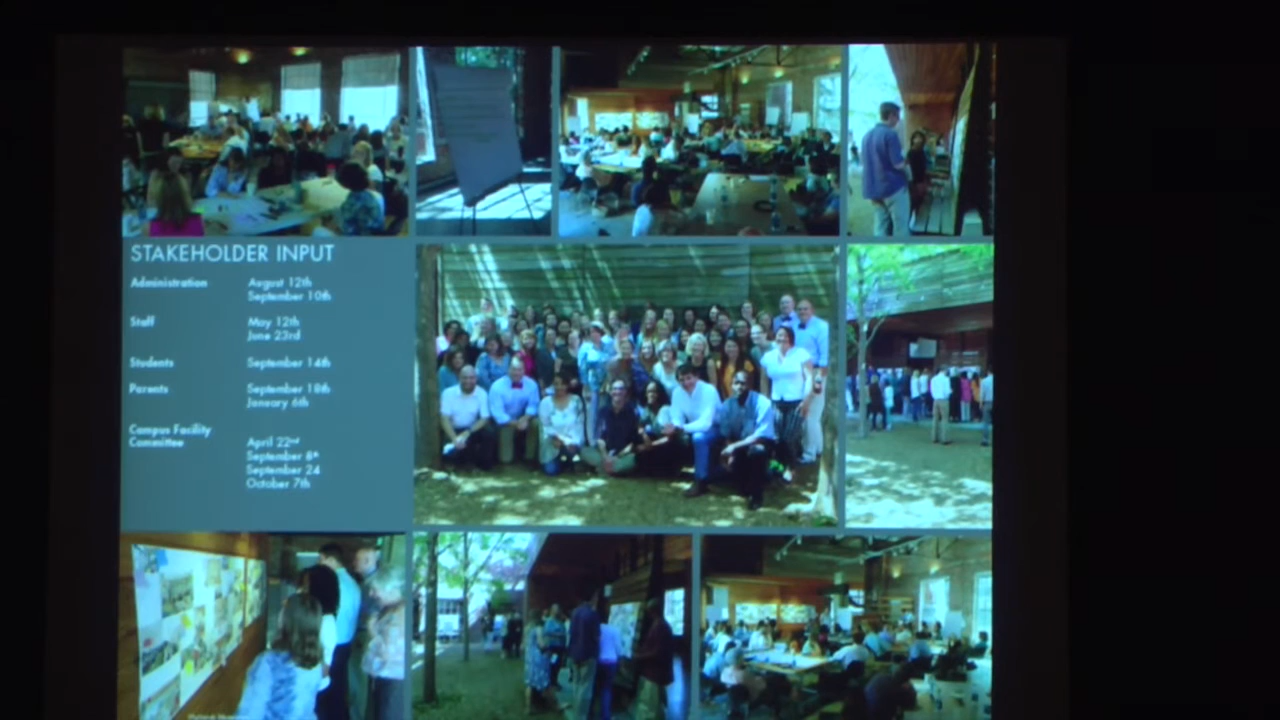 STAKEHOLDER INPUT
Administration August 12th
September 10th
Staff May 12th
June 23rd
Students September 14th
Parents September 18th
January 6th
Campus Facility
Committee April 22nd
September 8th
September 24
October 7th